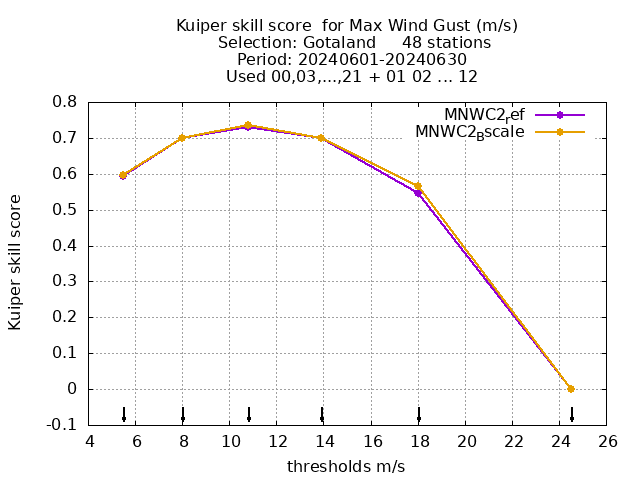 Kuiper skill score  for Max Wind Gust (m/s)
Selection: Gotaland     48 stations
Period: 20240601-20240630
Used 00,03,...,21 + 01 02 ... 12
MNWC2ref
MNWC2Bscale
Kuiper skill score
0.8
0.7
0.6
0.5
0.4
0.3
0.2
0.1
0
-0.1
4 6 8 10 12 14 16 18 20 22 24 26
thresholds m/s